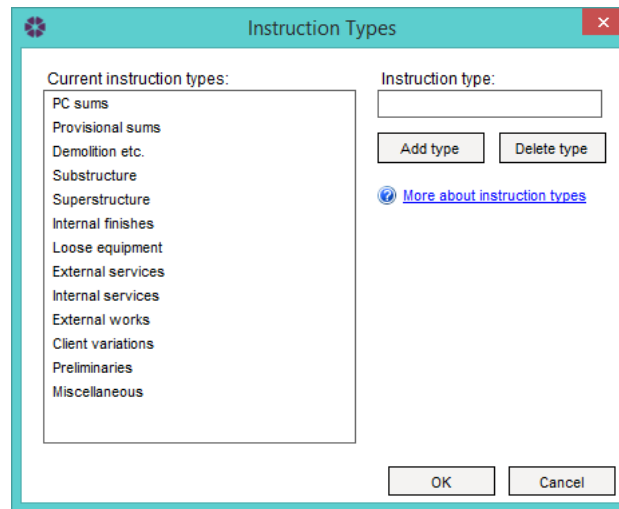 Instruction Types
Current instruction types:
PC sums
Provisional sums
Demolition etc.
Substructure
Superstructure
Internal finishes
Loose equipment
External services
Internal services
External works
Client variations
Preliminaries
Miscellaneous
Instruction type:
Add type
Delete type
More about instruction types
OK
Cancel